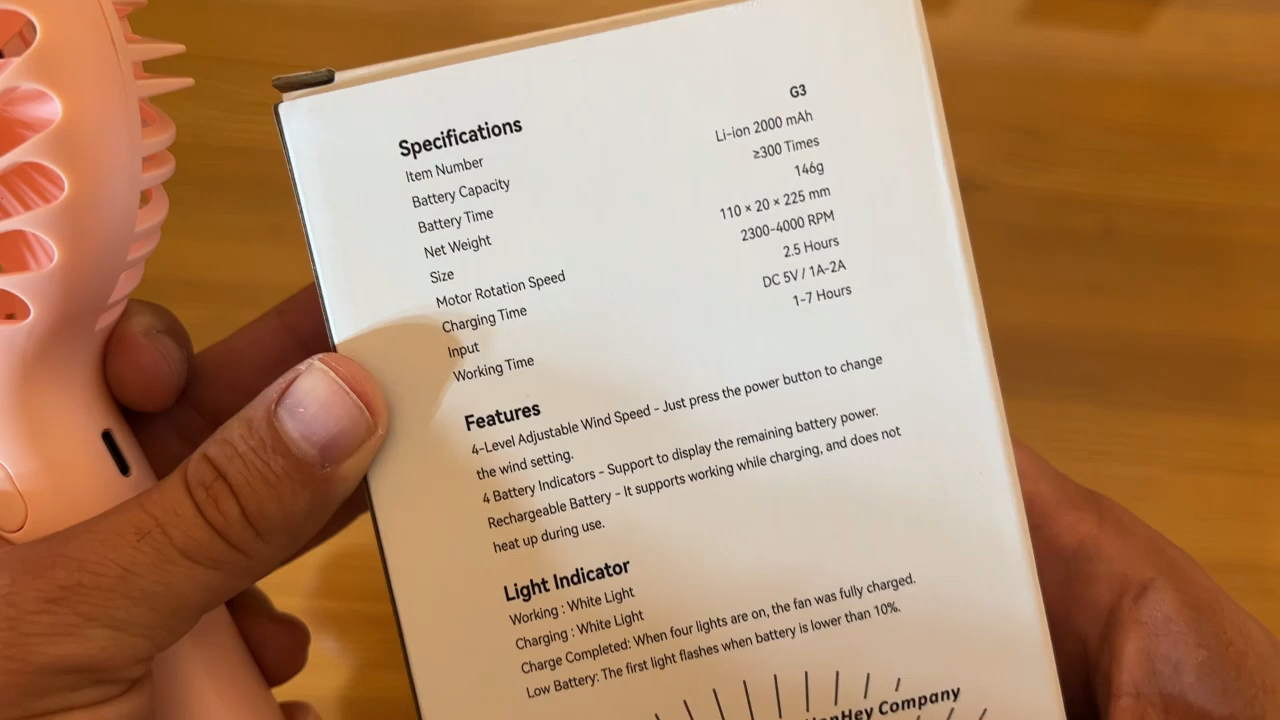 Specifications
Item Number G3
Battery Capacity Li-ion 2000 mAh
Battery Time ≥300 Times
Net Weight 146g
Size 110 × 20 × 225 mm
Motor Rotation Speed 2300-4000 RPM
Charging Time 2.5 Hours
Input DC 5V / 1A-2A
Working Time 1-7 Hours
Features
4-Level Adjustable Wind Speed - Just press the power button to change
the wind setting.
4 Battery Indicators - Support to display the remaining battery power.
Rechargeable Battery - It supports working while charging, and does not
heat up during use.
Light Indicator
Working : White Light
Charging : White Light
Charge Completed: When four lights are on, the fan was fully charged.
Low Battery: The first light flashes when battery is lower than 10%.
Company